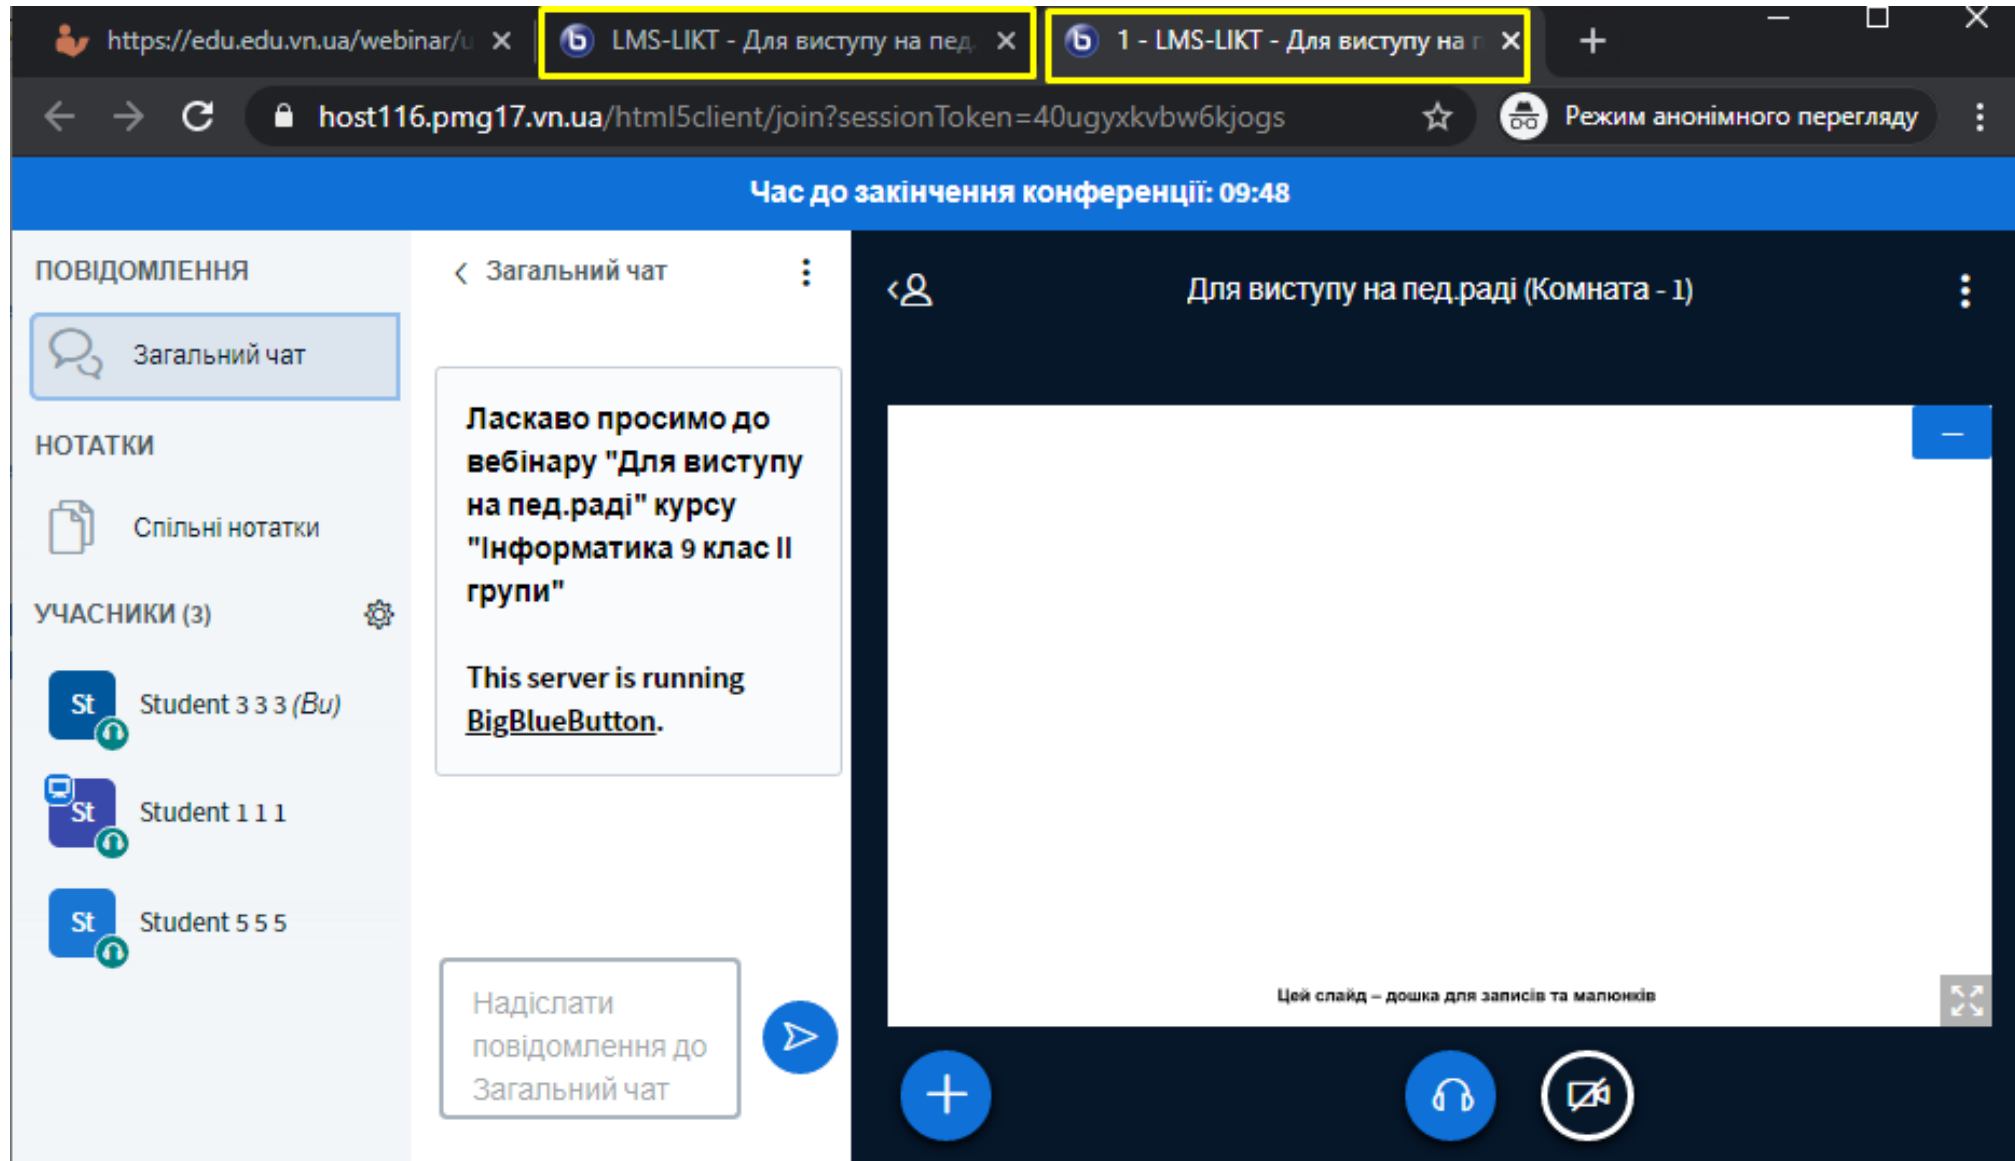 https://edu.edu.vn.ua/webinar/u
LMS-LIKT - Для виступу на пед.
1 - LMS-LIKT - Для виступу на п
host116.pmg17.vn.ua/html5client/join?sessionToken=40ugyxkvbw6kjogs
Режим анонімного перегляду
Час до закінчення конференції: 09:48
ПОВІДОМЛЕННЯ
Загальний чат
НОТАТКИ
Спільні нотатки
УЧАСНИКИ (3)
St
Student 3 3 3 (Ви)
St
Student 1 1 1
St
Student 5 5 5
Загальний чат
Ласкаво просимо до
вебінару "Для виступу
на пед.раді" курсу
"Інформатика 9 клас ІІ
групи"
This server is running
BigBlueButton.
Надіслати
повідомлення до
Загальний чат
Для виступу на пед.раді (Комната - 1)
Цей слайд – дошка для записів та малюнків